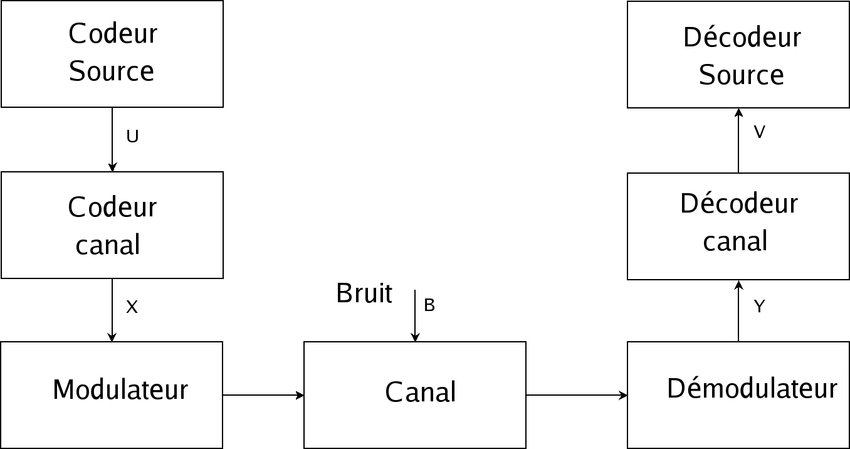 Codeur
Source
U
Codeur
canal
X
Modulateur
Bruit
B
Canal
Démodulateur
Y
Décodeur
canal
V
Décodeur
Source